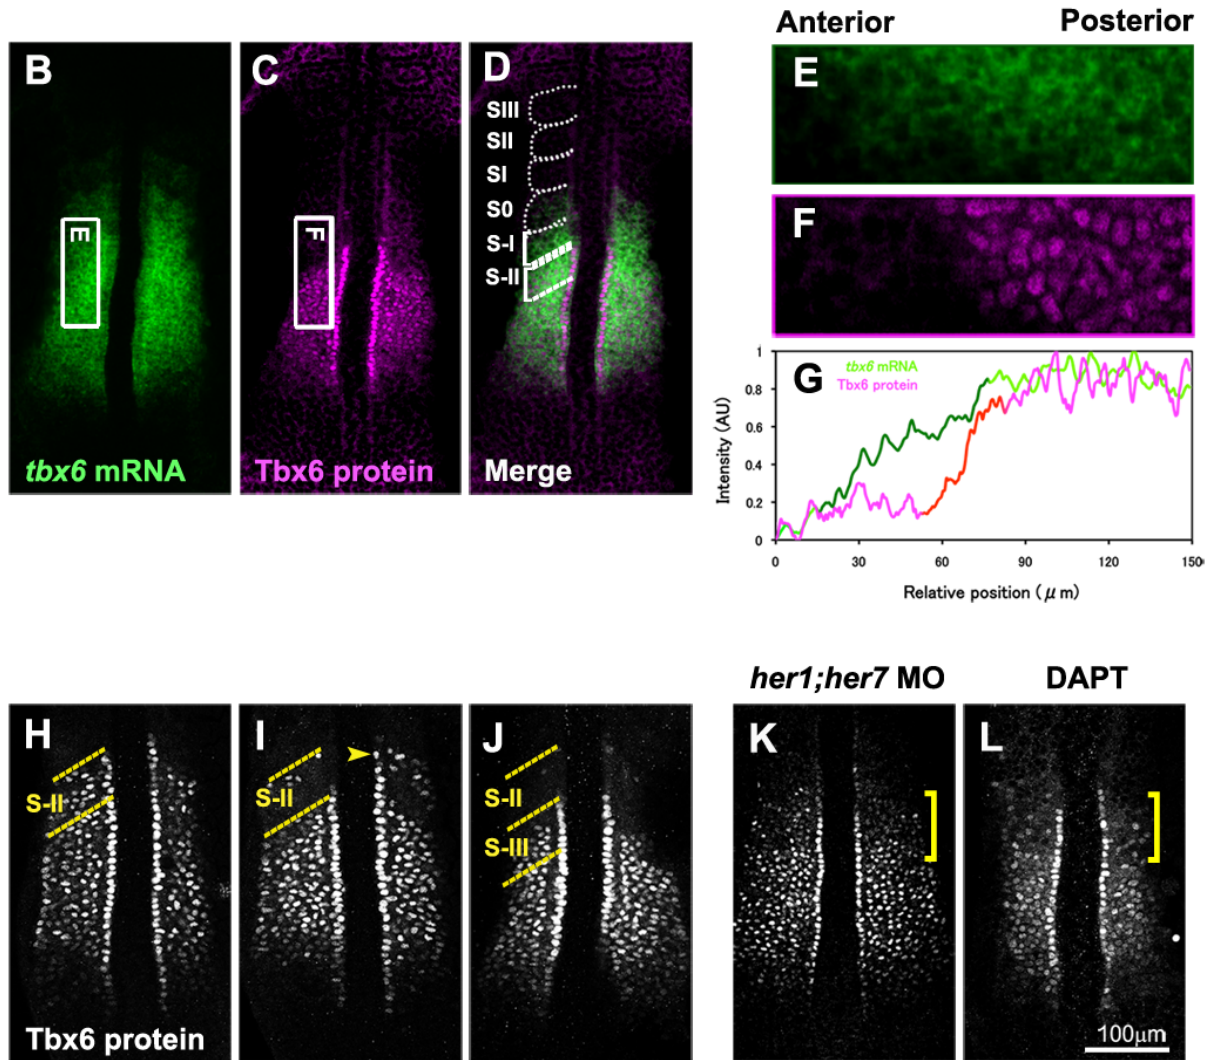 Anterior Posterior
B
C
D
SIII
SII
SI
S0
S-I
S-II
E
F
tbx6 mRNA
Tbx6 protein
Merge
E
F
G
tbx6 mRNA
Tbx6 protein
1
0.8
0.6
0.4
0.2
0
Intensity (AU)
0 30 60 90 120 150
Relative position (μm)
her1;her7 MO DAPT
H
S-II
Tbx6 protein
I
S-II
J
S-II
S-III
K
L
100μm